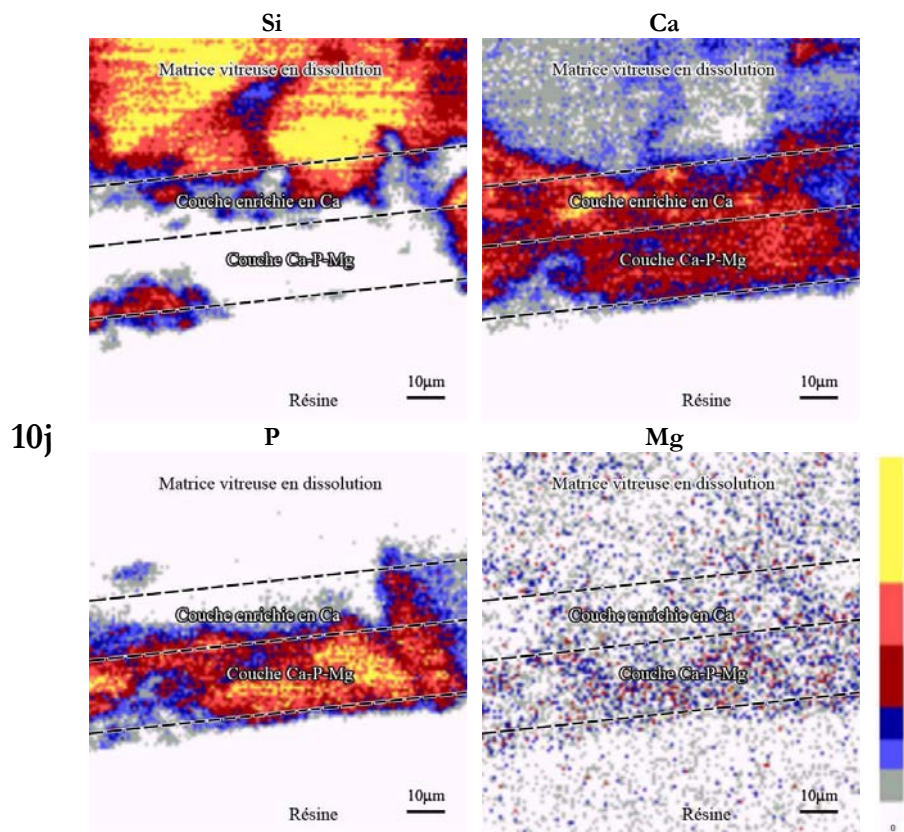 Si
Ca
Matrice vitreuse en dissolution
Matrice vitreuse en dissolution
Couche enrichie en Ca
Couche enrichie en Ca
Couche Ca-P-Mg
Couche Ca-P-Mg
10µm
10µm
Résine
Résine
10j
P
Mg
Matrice vitreuse en dissolution
Matrice vitreuse en dissolution
Couche enrichie en Ca
Couche enrichie en Ca
Couche Ca-P-Mg
Couche Ca-P-Mg
10µm
10µm
Résine
Résine
0